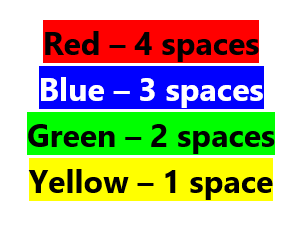 Red – 4 spaces
Blue – 3 spaces
Green – 2 spaces
Yellow – 1 space